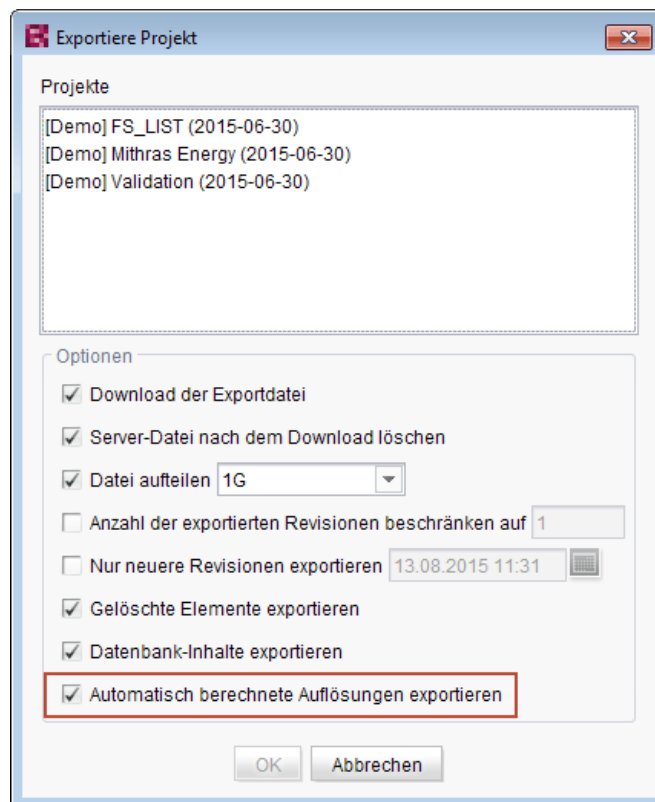 Exportiere Projekt
Projekte
[Demo] FS_LIST (2015-06-30)
[Demo] Mithras Energy (2015-06-30)
[Demo] Validation (2015-06-30)
Optionen
Download der Exportdatei
Server-Datei nach dem Download löschen
Datei aufteilen 1G
Anzahl der exportierten Revisionen beschränken auf 1
Nur neuere Revisionen exportieren 13.08.2015 11:31
Gelöschte Elemente exportieren
Datenbank-Inhalte exportieren
Automatisch berechnete Auflösungen exportieren
OK Abbrechen